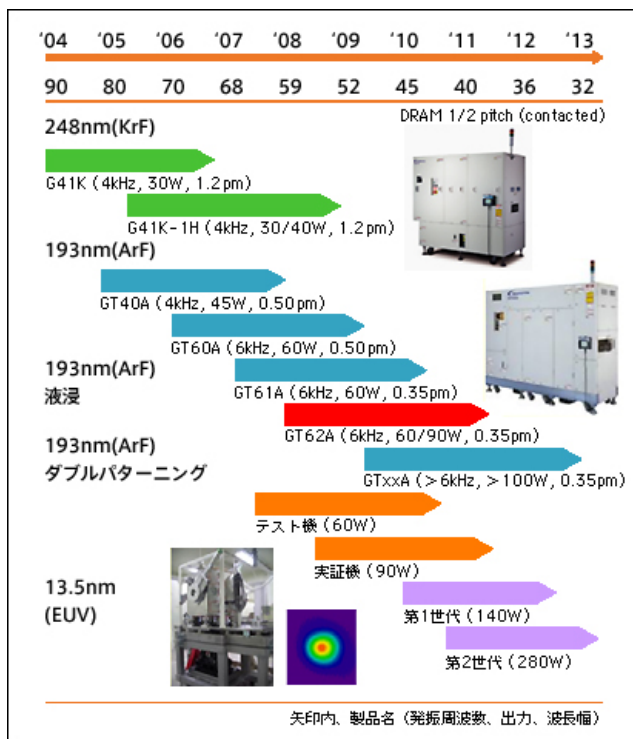 ‘04 ‘05 ‘06 ‘07 ‘08 ‘09 ‘10 ‘11 ‘12 ‘13
90 80 70 68 59 52 45 40 36 32
DRAM 1/2 pitch (contacted)
248nm(KrF)
G41K (4kHz, 30W, 1.2pm)
G41K-1H (4kHz, 30/40W, 1.2pm)
193nm(ArF)
GT40A (4kHz, 45W, 0.50pm)
GT60A (6kHz, 60W, 0.50pm)
193nm(ArF)
液浸
GT61A (6kHz, 60W, 0.35pm)
GT62A (6kHz, 60/90W, 0.35pm)
193nm(ArF)
ダブルパターニング
GTxxA (>6kHz, >100W, 0.35pm)
テスト機 (60W)
実証機 (90W)
13.5nm
(EUV)
第1世代 (140W)
第2世代 (280W)
矢印内、製品名 (発振周波数、出力、波長幅)